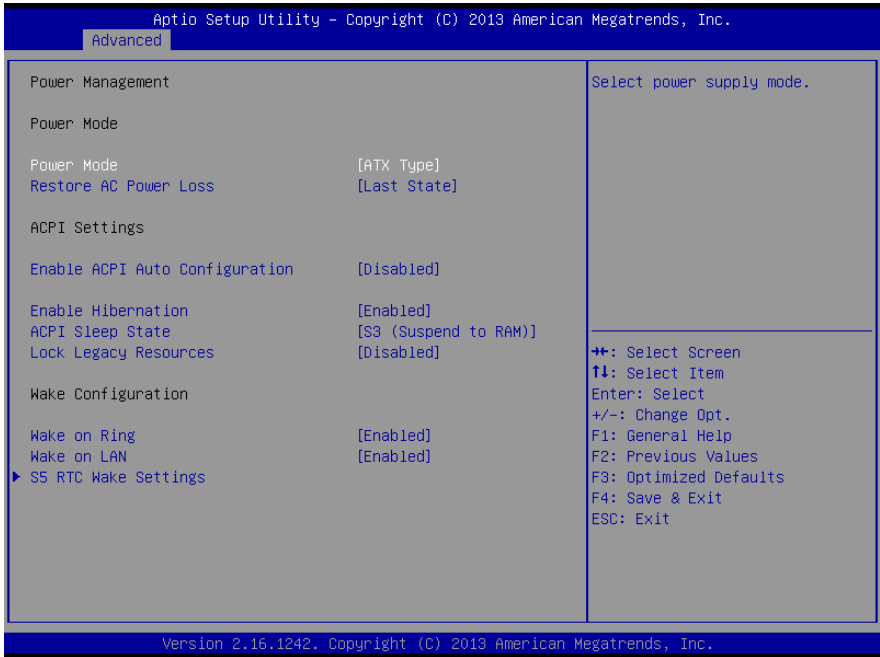 Aptio Setup Utility – Copyright (C) 2013 American Megatrends, Inc.
Advanced
Power Management
Power Mode
Power Mode [ATX Type]
Restore AC Power Loss [Last State]
ACPI Settings
Enable ACPI Auto Configuration [Disabled]
Enable Hibernation [Enabled]
ACPI Sleep State [S3 (Suspend to RAM)]
Lock Legacy Resources [Disabled]
Wake Configuration
Wake on Ring [Enabled]
Wake on LAN [Enabled]
S5 RTC Wake Settings
Select power supply mode.
→←: Select Screen
↑↓: Select Item
Enter: Select
+/-: Change Opt.
F1: General Help
F2: Previous Values
F3: Optimized Defaults
F4: Save & Exit
ESC: Exit
Version 2.16.1242. Copyright (C) 2013 American Megatrends, Inc.